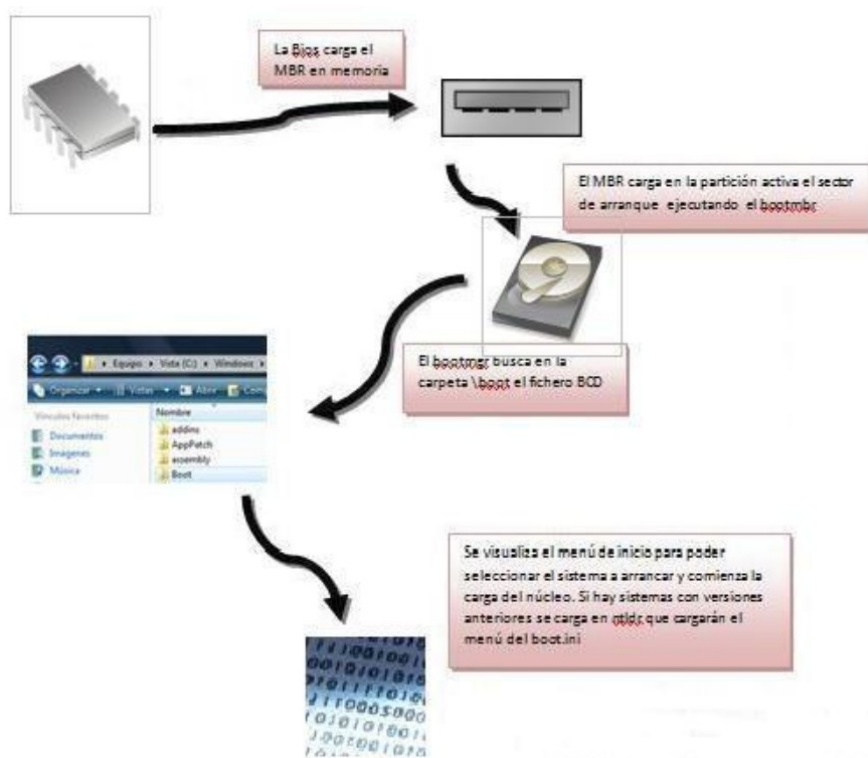 La Bios carga el
MBR en memoria
El MBR carga en la partición activa el sector
de arranque ejecutando el bootmbr
El bootmgr busca en la
carpeta \boot el fichero BCD
Equipo Vista (C:) Windows
Organizar Vistas Abrir
Vínculos favoritos
Nombre
Documentos
Imágenes
Música
addins
AppPatch
assembly
Boot
Se visualiza el menú de inicio para poder
seleccionar el sistema a arrancar y comienza la
carga del núcleo. Si hay sistemas con versiones
anteriores se carga en ntldr que cargarán el
menú del boot.ini